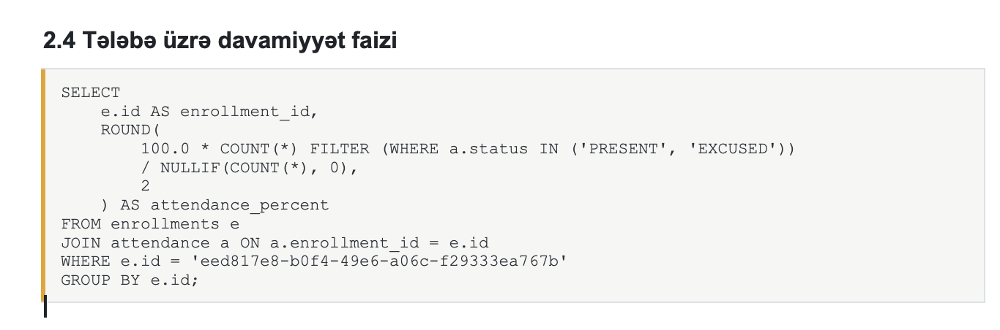 2.4 Tələbə üzrə davamiyyət faizi
SELECT
    e.id AS enrollment_id,
    ROUND(
        100.0 * COUNT(*) FILTER (WHERE a.status IN ('PRESENT', 'EXCUSED'))
        / NULLIF(COUNT(*), 0),
        2
    ) AS attendance_percent
FROM enrollments e
JOIN attendance a ON a.enrollment_id = e.id
WHERE e.id = 'eed817e8-b0f4-49e6-a06c-f29333ea767b'
GROUP BY e.id;